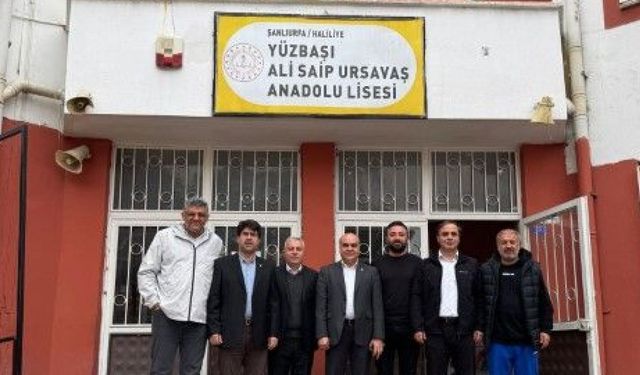 ŞANLIURFA / HALİLİYE
YÜZBAŞI
ALİ SAİP URSAVAŞ
ANADOLU LİSESİ